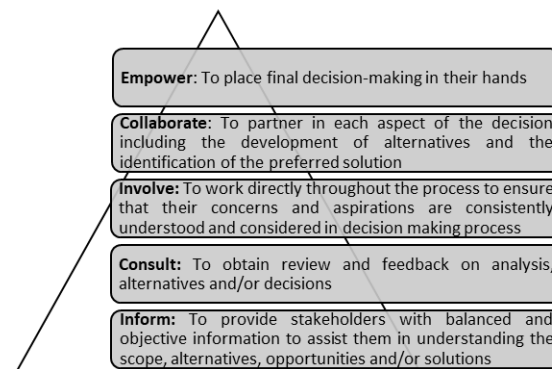 Empower: To place final decision-making in their hands
Collaborate: To partner in each aspect of the decision
including the development of alternatives and the
identification of the preferred solution
Involve: To work directly throughout the process to ensure
that their concerns and aspirations are consistently
understood and considered in decision making process
Consult: To obtain review and feedback on analysis,
alternatives and/or decisions
Inform: To provide stakeholders with balanced and
objective information to assist them in understanding the
scope, alternatives, opportunities and/or solutions